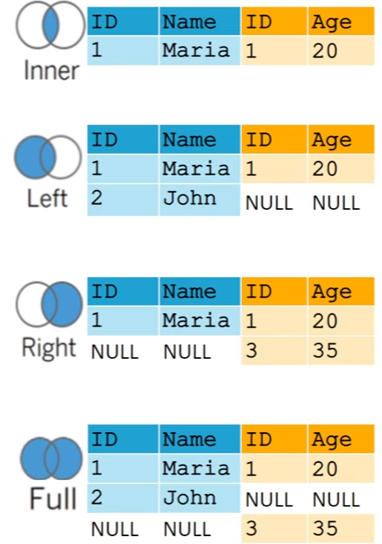 ID Name ID Age
1 Maria 1 20
Inner
ID Name ID Age
1 Maria 1 20
2 John NULL NULL
Left
ID Name ID Age
1 Maria 1 20
Right
NULL NULL 3 35
ID Name ID Age
1 Maria 1 20
Full
2 John NULL NULL
NULL NULL 3 35